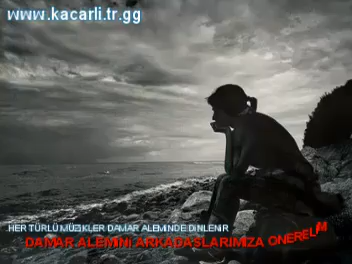 www.kacarli.tr.gg
HER TÜRLÜ MÜZİKLER DAMAR ALEMİNDE DİNLENİR
DAMAR ALEMİNİ ARKADAŞLARIMIZA ÖNERELİM